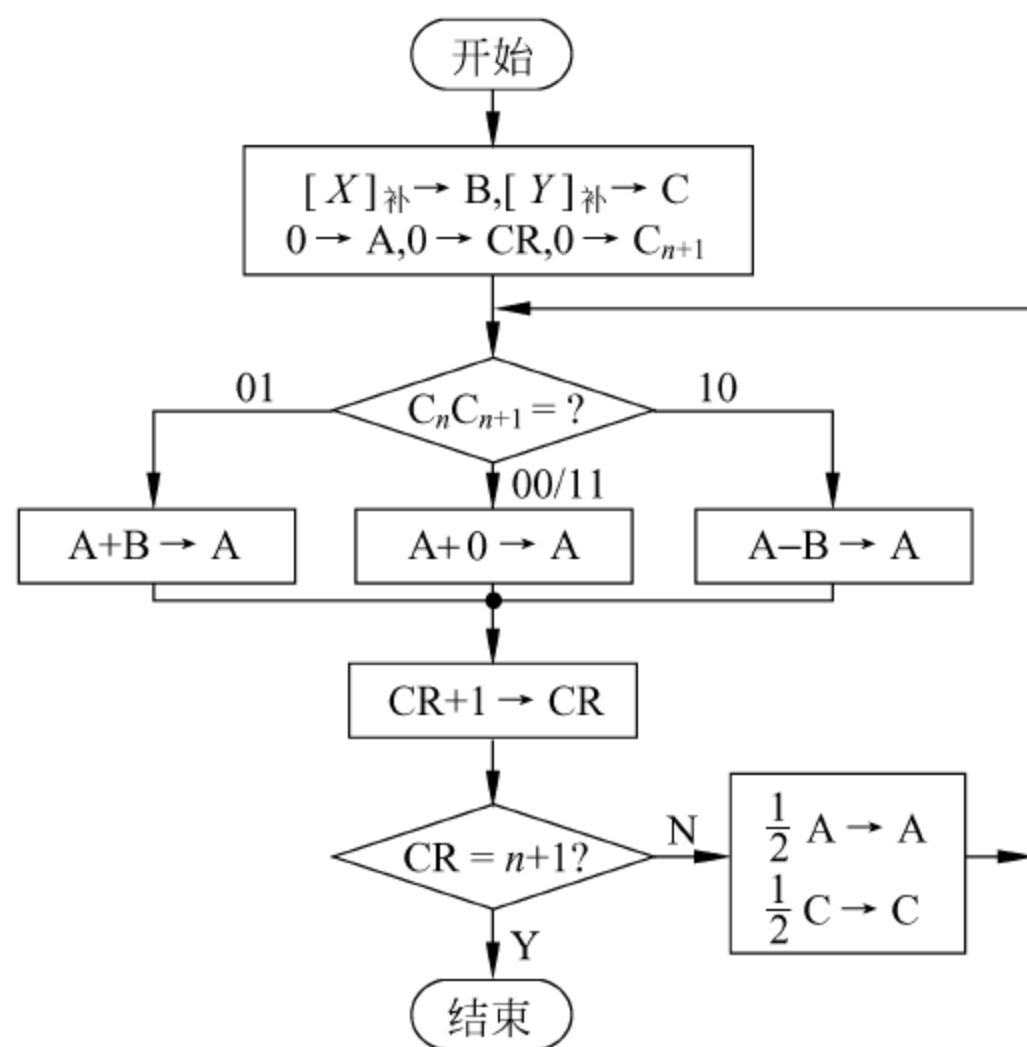 开始
[X]补→B,[Y]补→C
0→A,0→CR,0→Cn+1
01
CnCn+1=?
10
00/11
A+B→A
A+0→A
A−B→A
CR+1→CR
CR=n+1?
N
1/2 A→A
1/2 C→C
Y
结束